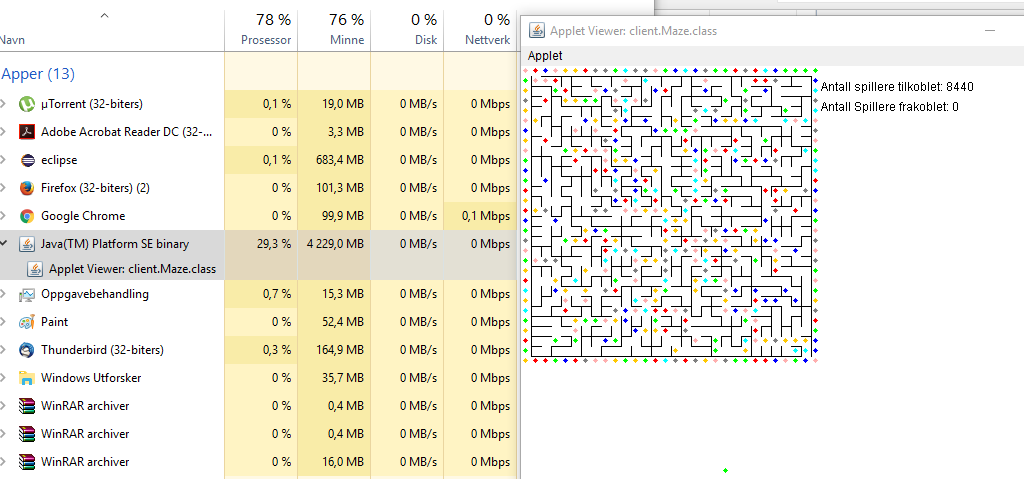 78 % 76 % 0 % 0 %
Navn Prosessor Minne Disk Nettverk
Apper (13)
µTorrent (32-biters) 0,1 % 19,0 MB 0 MB/s 0 Mbps
Adobe Acrobat Reader DC (32-... 0 % 3,3 MB 0 MB/s 0 Mbps
eclipse 0,1 % 683,4 MB 0 MB/s 0 Mbps
Firefox (32-biters) (2) 0 % 101,3 MB 0 MB/s 0 Mbps
Google Chrome 0 % 99,9 MB 0 MB/s 0,1 Mbps
Java(TM) Platform SE binary 29,3 % 4 229,0 MB 0 MB/s 0 Mbps
Applet Viewer: client.Maze.class
Oppgavebehandling 0,7 % 15,3 MB 0 MB/s 0 Mbps
Paint 0 % 52,4 MB 0 MB/s 0 Mbps
Thunderbird (32-biters) 0,3 % 164,9 MB 0 MB/s 0 Mbps
Windows Utforsker 0 % 35,7 MB 0 MB/s 0 Mbps
WinRAR archiver 0 % 0,4 MB 0 MB/s 0 Mbps
WinRAR archiver 0 % 0,4 MB 0 MB/s 0 Mbps
WinRAR archiver 0 % 16,0 MB 0 MB/s 0 Mbps
Applet Viewer: client.Maze.class
Applet
Antall spillere tilkoblet: 8440
Antall Spillere frakoblet: 0